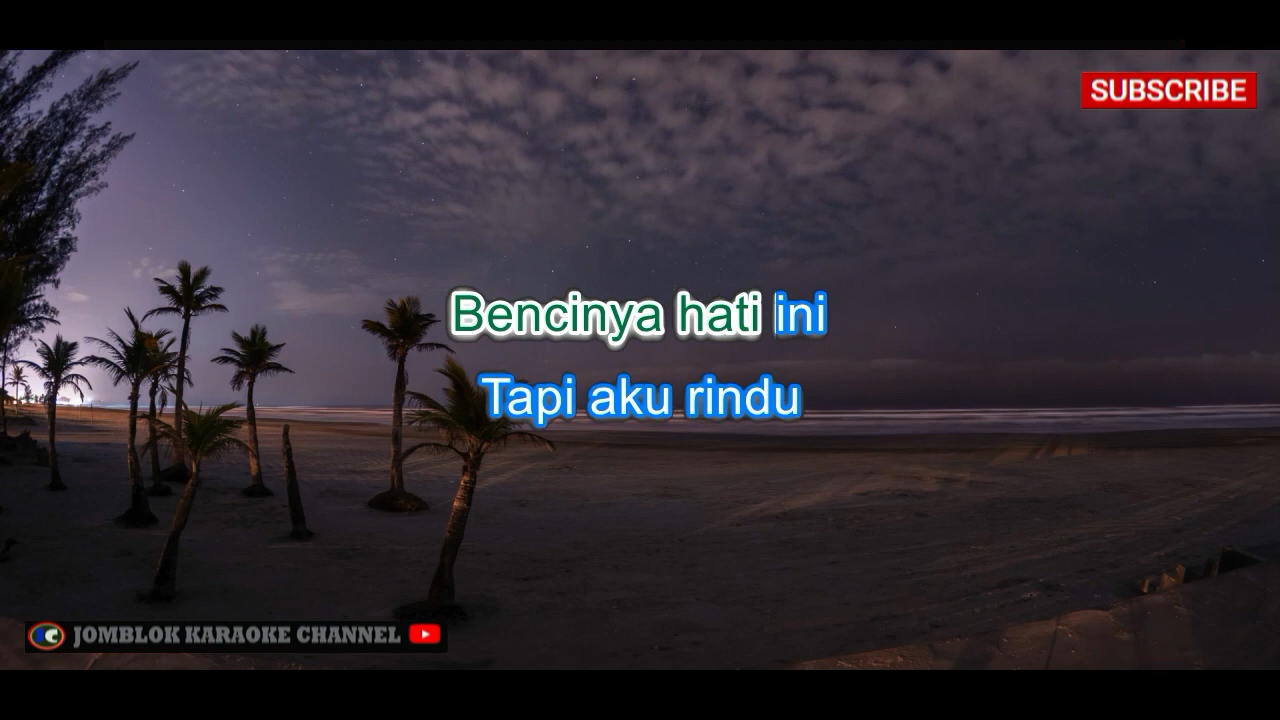 SUBSCRIBE
Bencinya hati ini
Tapi aku rindu
JOMBLOK KARAOKE CHANNEL